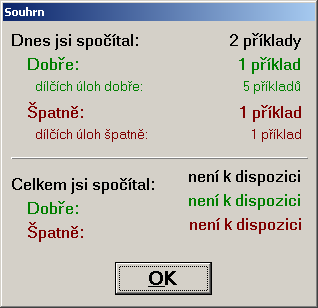 Souhrn
Dnes jsi spočítal: 2 příklady
Dobře: 1 příklad
dílčích úloh dobře: 5 příkladů
Špatně: 1 příklad
dílčích úloh špatně: 1 příklad
Celkem jsi spočítal: není k dispozici
Dobře: není k dispozici
Špatně: není k dispozici
OK